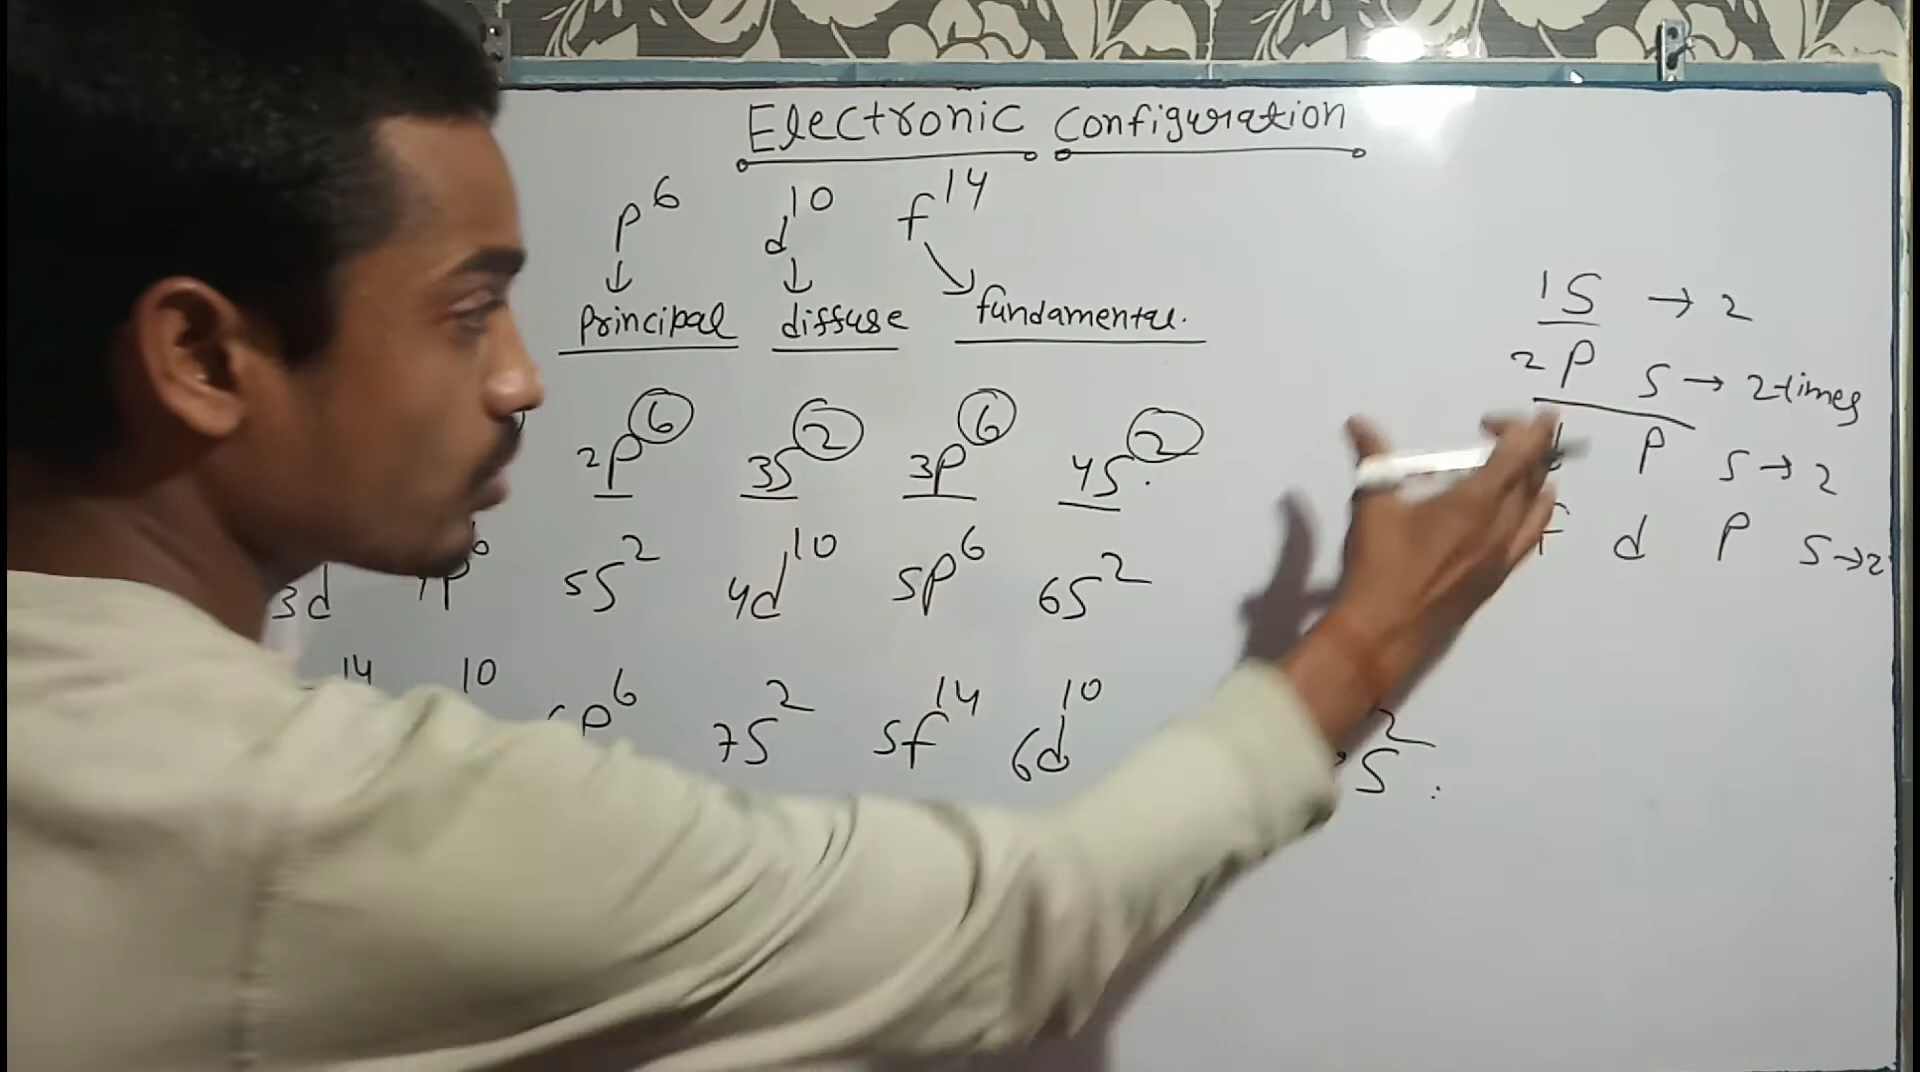 Electronic Configuration
p⁶ d¹⁰ f¹⁴
↓ ↓ ↘
Principal diffuse fundamental.
2p⁶ 3s² 3p⁶ 4s².
3d 5s² 4d¹⁰ 5p⁶ 6s²
14 10 p⁶ 7s² 5f¹⁴ 6d¹⁰ s² .
1s → 2
2p s → 2 times
p s → 2
f d p s → 2